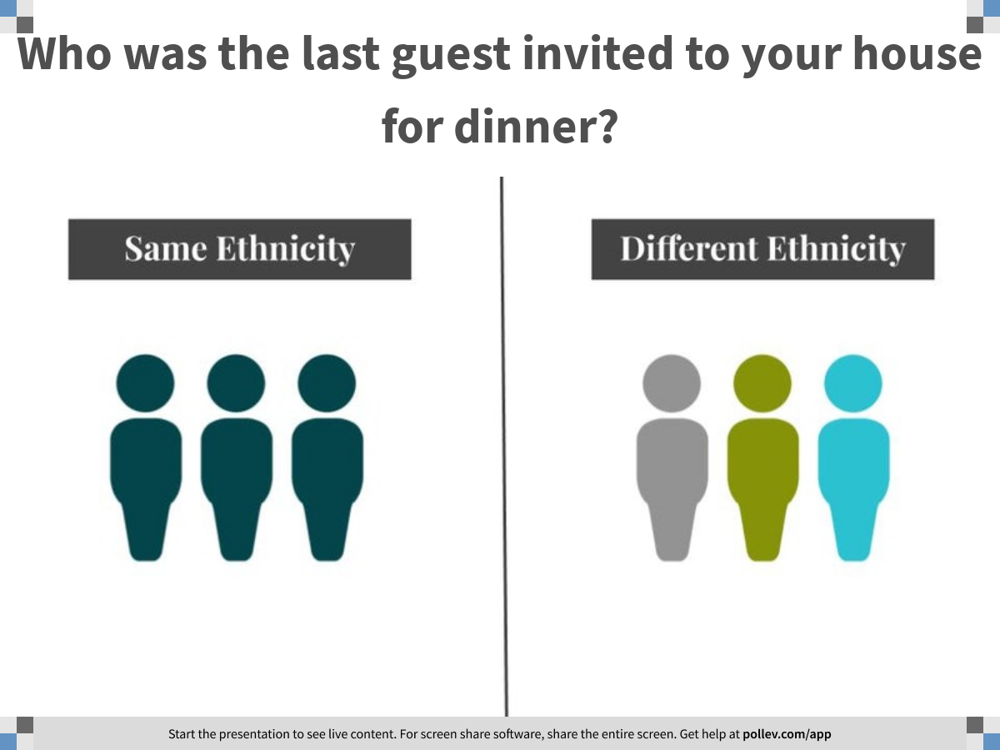 Who was the last guest invited to your house
for dinner?
Same Ethnicity
Different Ethnicity
Start the presentation to see live content. For screen share software, share the entire screen. Get help at pollev.com/app